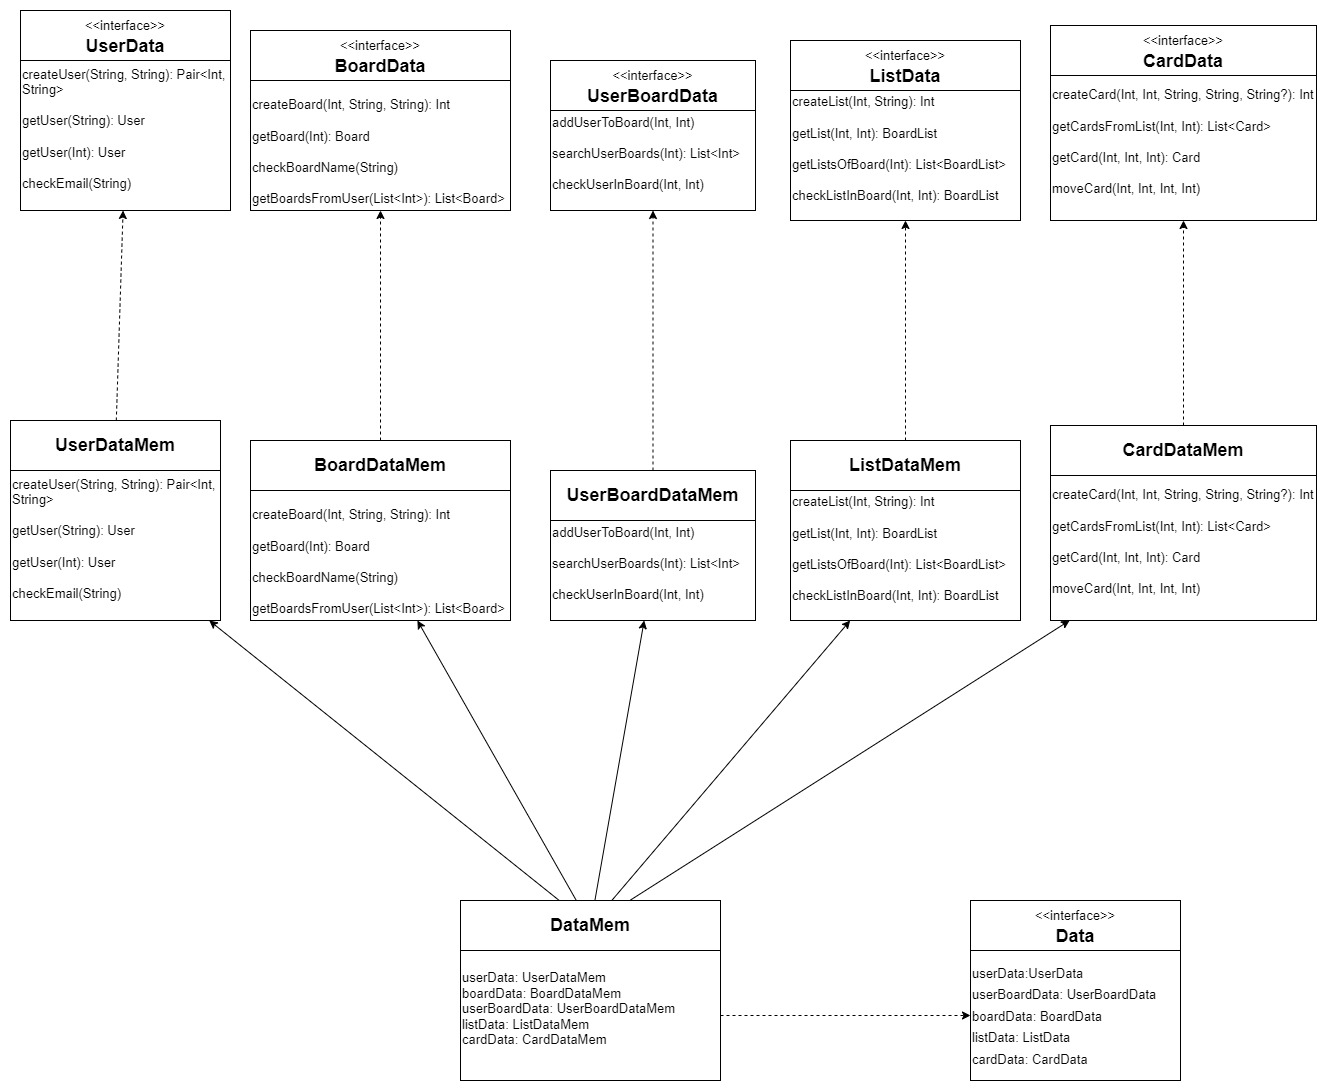 <<interface>>
UserData
createUser(String, String): Pair<Int,
String>
getUser(String): User
getUser(Int): User
checkEmail(String)
<<interface>>
BoardData
createBoard(Int, String, String): Int
getBoard(Int): Board
checkBoardName(String)
getBoardsFromUser(List<Int>): List<Board>
<<interface>>
UserBoardData
addUserToBoard(Int, Int)
searchUserBoards(Int): List<Int>
checkUserInBoard(Int, Int)
<<interface>>
ListData
createList(Int, String): Int
getList(Int, Int): BoardList
getListsOfBoard(Int): List<BoardList>
checkListInBoard(Int, Int): BoardList
<<interface>>
CardData
createCard(Int, Int, String, String, String?): Int
getCardsFromList(Int, Int): List<Card>
getCard(Int, Int, Int): Card
moveCard(Int, Int, Int, Int)
UserDataMem
createUser(String, String): Pair<Int,
String>
getUser(String): User
getUser(Int): User
checkEmail(String)
BoardDataMem
createBoard(Int, String, String): Int
getBoard(Int): Board
checkBoardName(String)
getBoardsFromUser(List<Int>): List<Board>
UserBoardDataMem
addUserToBoard(Int, Int)
searchUserBoards(Int): List<Int>
checkUserInBoard(Int, Int)
ListDataMem
createList(Int, String): Int
getList(Int, Int): BoardList
getListsOfBoard(Int): List<BoardList>
checkListInBoard(Int, Int): BoardList
CardDataMem
createCard(Int, Int, String, String, String?): Int
getCardsFromList(Int, Int): List<Card>
getCard(Int, Int, Int): Card
moveCard(Int, Int, Int, Int)
DataMem
userData: UserDataMem
boardData: BoardDataMem
userBoardData: UserBoardDataMem
listData: ListDataMem
cardData: CardDataMem
<<interface>>
Data
userData:UserData
userBoardData: UserBoardData
boardData: BoardData
listData: ListData
cardData: CardData